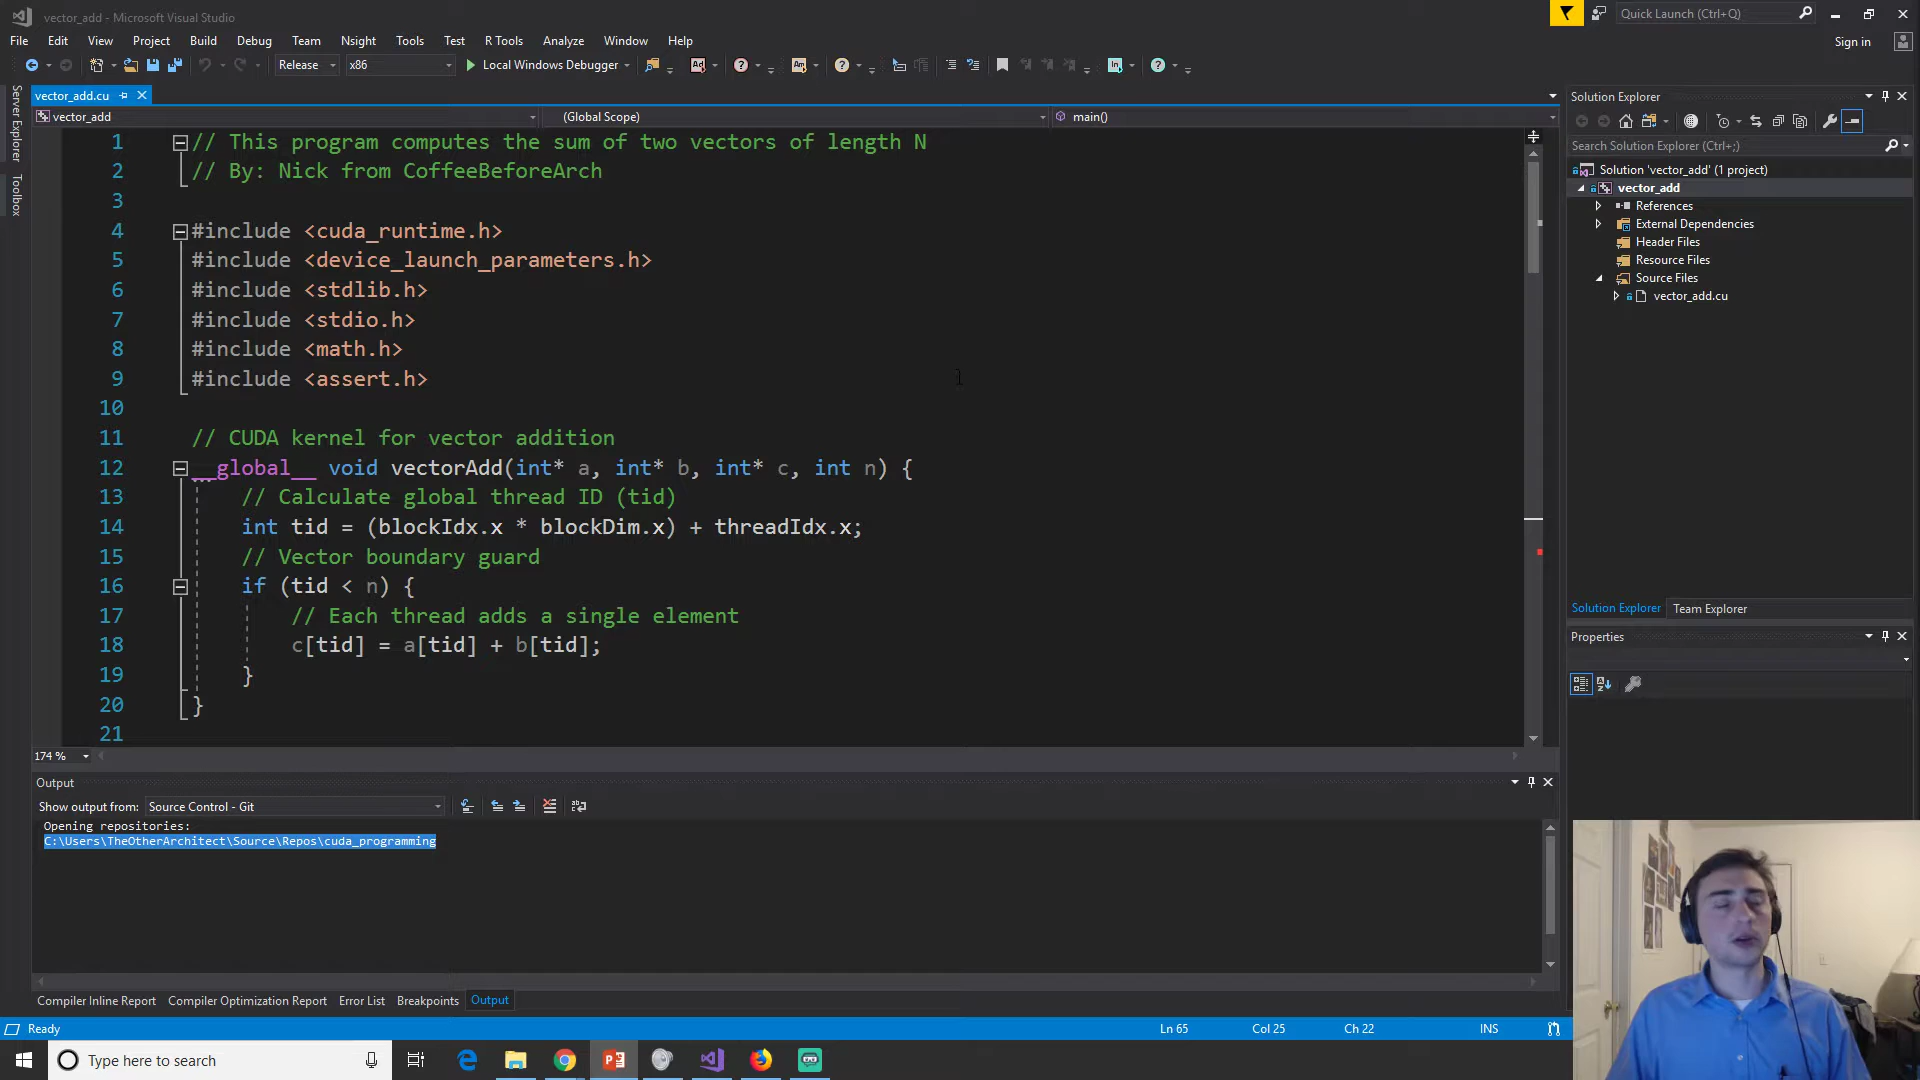 vector_add - Microsoft Visual Studio
Quick Launch (Ctrl+Q)
File Edit View Project Build Debug Team Nsight Tools Test R Tools Analyze Window Help
Sign in
Release x86 Local Windows Debugger
Server Explorer
Toolbox
vector_add.cu
vector_add (Global Scope) main()
1 // This program computes the sum of two vectors of length N
2 // By: Nick from CoffeeBeforeArch
3
4 #include <cuda_runtime.h>
5 #include <device_launch_parameters.h>
6 #include <stdlib.h>
7 #include <stdio.h>
8 #include <math.h>
9 #include <assert.h>
10
11 // CUDA kernel for vector addition
12 __global__ void vectorAdd(int* a, int* b, int* c, int n) {
13 // Calculate global thread ID (tid)
14 int tid = (blockIdx.x * blockDim.x) + threadIdx.x;
15 // Vector boundary guard
16 if (tid < n) {
17 // Each thread adds a single element
18 c[tid] = a[tid] + b[tid];
19 }
20 }
21
174 %
Output
Show output from: Source Control - Git
Opening repositories:
C:\Users\TheOtherArchitect\Source\Repos\cuda_programming
Compiler Inline Report Compiler Optimization Report Error List Breakpoints Output
Solution Explorer
Search Solution Explorer (Ctrl+;)
Solution 'vector_add' (1 project)
vector_add
References
External Dependencies
Header Files
Resource Files
Source Files
vector_add.cu
Solution Explorer Team Explorer
Properties
Ready Ln 65 Col 25 Ch 22 INS
Type here to search